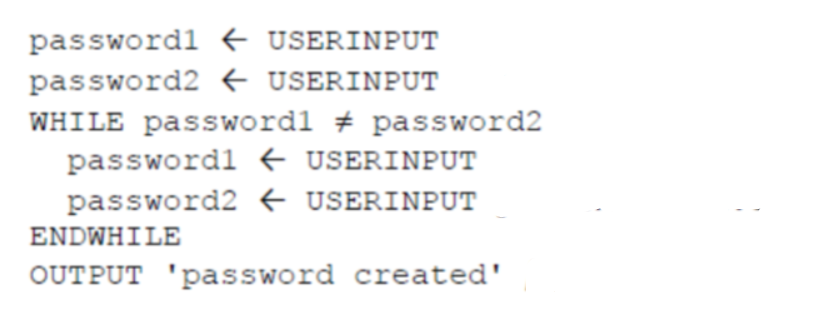 password1 ← USERINPUT
password2 ← USERINPUT
WHILE password1 ≠ password2
password1 ← USERINPUT
password2 ← USERINPUT
ENDWHILE
OUTPUT 'password created'